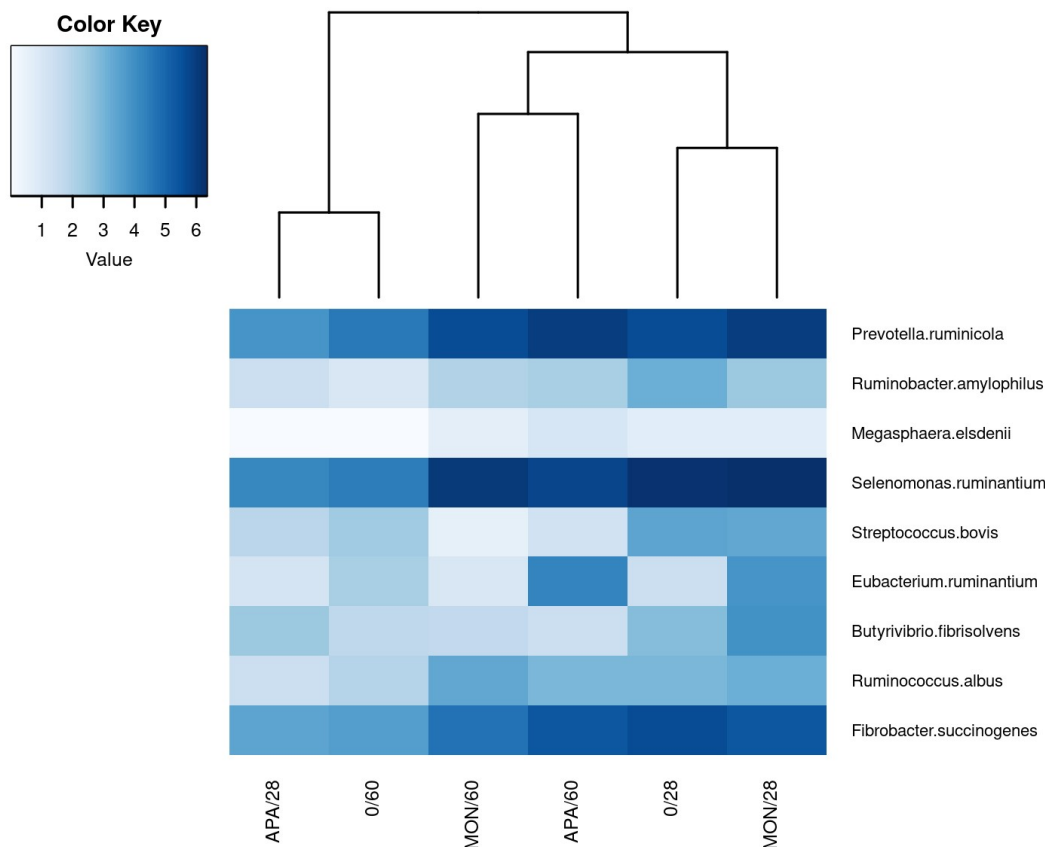 Color Key
1 2 3 4 5 6
Value
Prevotella.ruminicola
Ruminobacter.amylophilus
Megasphaera.elsdenii
Selenomonas.ruminantium
Streptococcus.bovis
Eubacterium.ruminantium
Butyrivibrio.fibrisolvens
Ruminococcus.albus
Fibrobacter.succinogenes
APA/28
0/60
MON/60
APA/60
0/28
MON/28